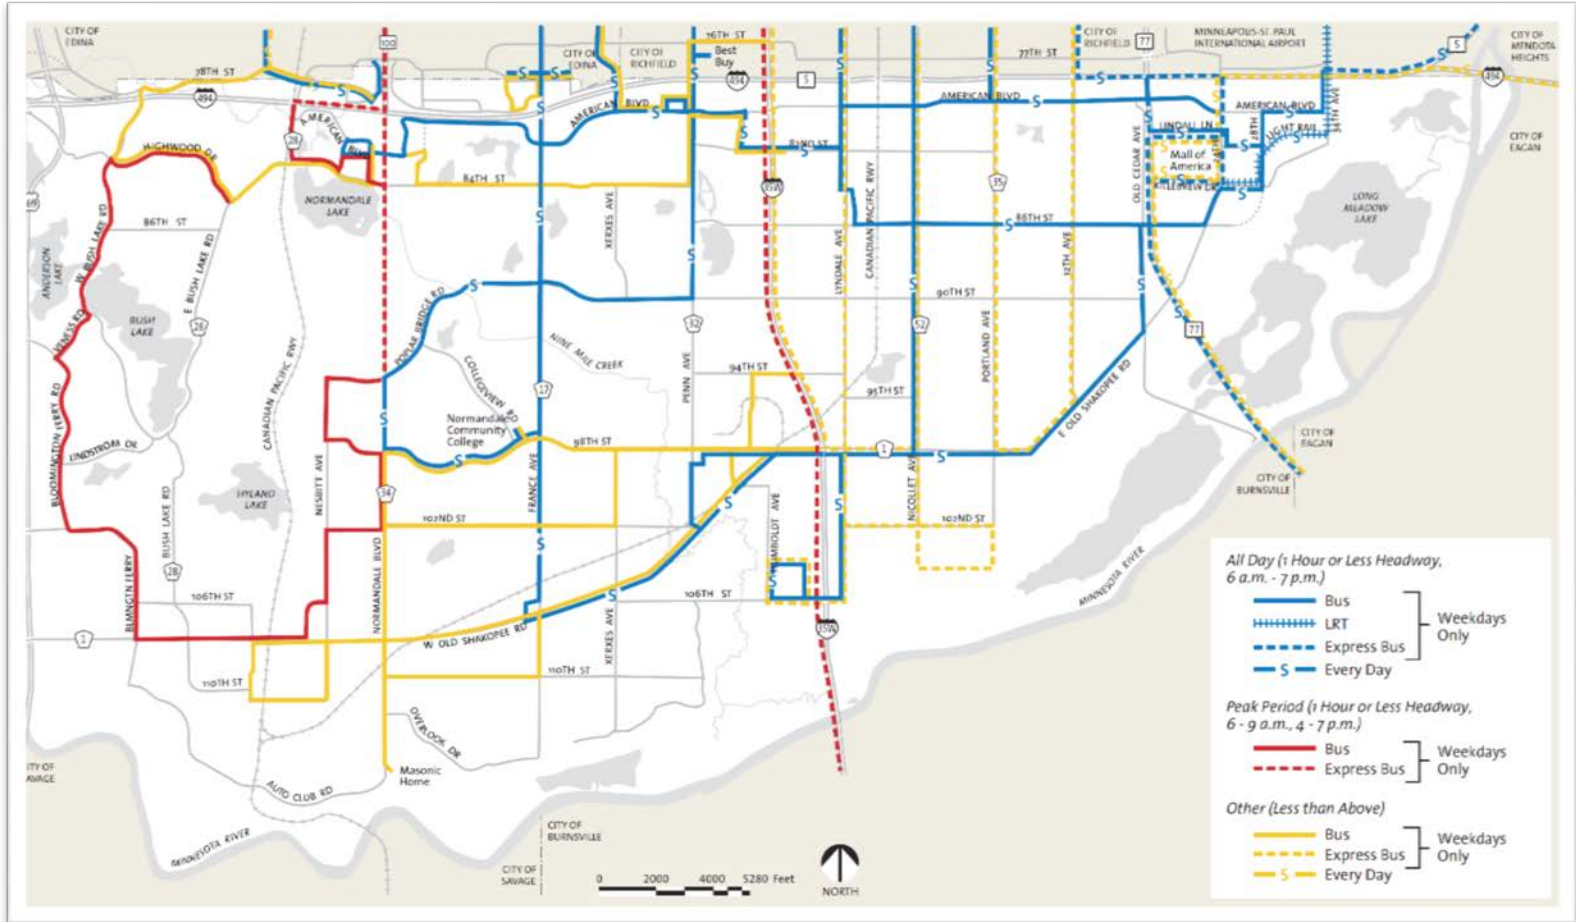 CITY OF
EDINA
100
CITY OF
EDINA
CITY OF
RICHFIELD
76TH ST
Best
Buy
494
5
77TH ST
CITY OF
RICHFIELD
77
MINNEAPOLIS-ST. PAUL
INTERNATIONAL AIRPORT
5
CITY OF
MENDOTA
HEIGHTS
494
78TH ST
494
S
S
S
S
AMERICAN BLVD
S
AMERICAN BLVD
S
AMERICAN BLVD
34TH AVE
28TH
LIGHT RAIL
LINDAU LN
24TH
Mall of
America
KILLEBREW DR
OLD CEDAR AVE
CITY OF
EAGAN
AMERICAN
BLVD
28
HIGHWOOD DR
82ND ST
84TH ST
35W
35
NORMANDALE
LAKE
LONG
MEADOW
LAKE
86TH ST
86TH ST
W BUSH LAKE RD
E BUSH LAKE RD
ANDERSON
LAKE
XERXES AVE
LYNDALE AVE
CANADIAN PACIFIC RWY
12TH AVE
90TH ST
BUSH
LAKE
28
VENESS RD
POPLAR BRIDGE RD
32
52
77
NINE MILE CREEK
COLLEGEVIEW RD
PENN AVE
94TH ST
95TH ST
PORTLAND AVE
E OLD SHAKOPEE RD
CANADIAN PACIFIC RWY
17
BLOOMINGTON FERRY RD
LINDSTROM DR
Normandale
Community
College
98TH ST
1
CITY OF
EAGAN
CITY OF
BURNSVILLE
HYLAND
LAKE
NESBITT AVE
34
FRANCE AVE
NICOLLET AVE
BUSH LAKE RD
102ND ST
102ND ST
HUMBOLDT AVE
NORMANDALE BLVD
28
BLMNGTN FERRY
106TH ST
106TH ST
MINNESOTA RIVER
1
W OLD SHAKOPEE RD
XERXES AVE
35W
110TH ST
110TH ST
OVERLOOK DR
Masonic
Home
AUTO CLUB RD
MINNESOTA RIVER
CITY OF
BURNSVILLE
CITY OF
SAVAGE
0 2000 4000 5280 Feet
NORTH
All Day (1 Hour or Less Headway,
6 a.m. - 7 p.m.)
Bus
LRT
Express Bus
Weekdays
Only
S Every Day
Peak Period (1 Hour or Less Headway,
6 - 9 a.m., 4 - 7 p.m.)
Bus
Express Bus
Weekdays
Only
Other (Less than Above)
Bus
Express Bus
Weekdays
Only
S Every Day